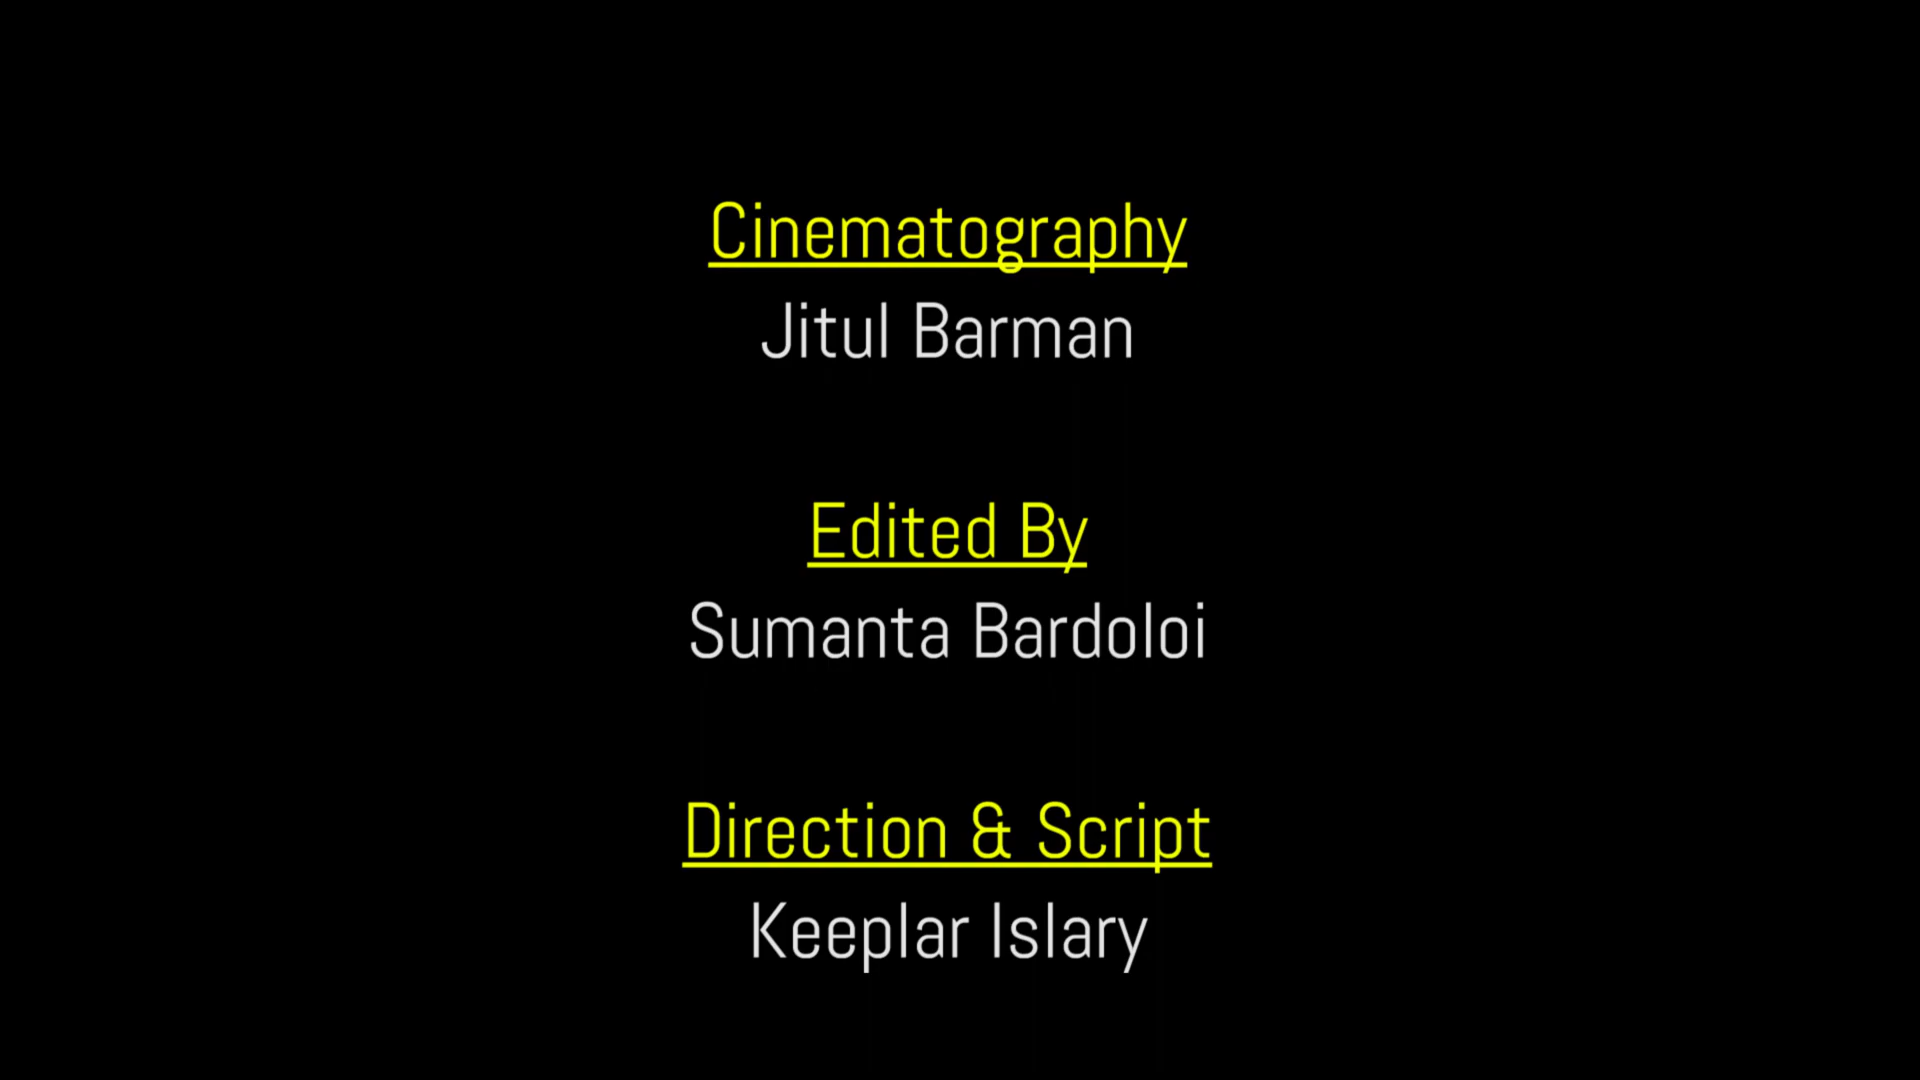 Cinematography
Jitul Barman
Edited By
Sumanta Bardoloi
Direction & Script
Keeplar Islary